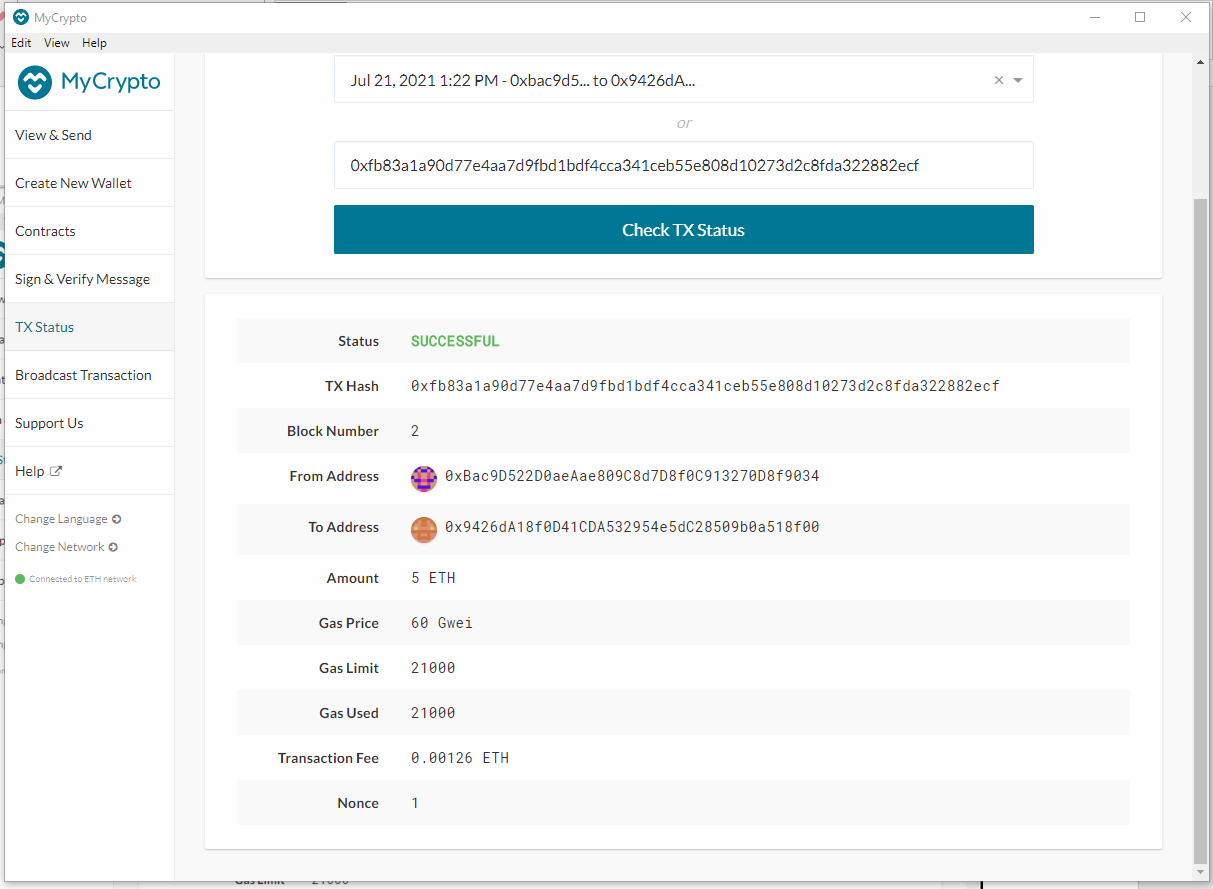 MyCrypto
Edit View Help
MyCrypto
View & Send
Create New Wallet
Contracts
Sign & Verify Message
TX Status
Broadcast Transaction
Support Us
Help
Change Language
Change Network
Connected to ETH network
Jul 21, 2021 1:22 PM - 0xbac9d5... to 0x9426dA...
or
0xfb83a1a90d77e4aa7d9fbd1bdf4cca341ceb55e808d10273d2c8fda322882ecf
Check TX Status
Status SUCCESSFUL
TX Hash 0xfb83a1a90d77e4aa7d9fbd1bdf4cca341ceb55e808d10273d2c8fda322882ecf
Block Number 2
From Address 0xBac9D522D0aeAae809C8d7D8f0C913270D8f9034
To Address 0x9426dA18f0D41CDA532954e5dC28509b0a518f00
Amount 5 ETH
Gas Price 60 Gwei
Gas Limit 21000
Gas Used 21000
Transaction Fee 0.00126 ETH
Nonce 1
Gas Limit 21000